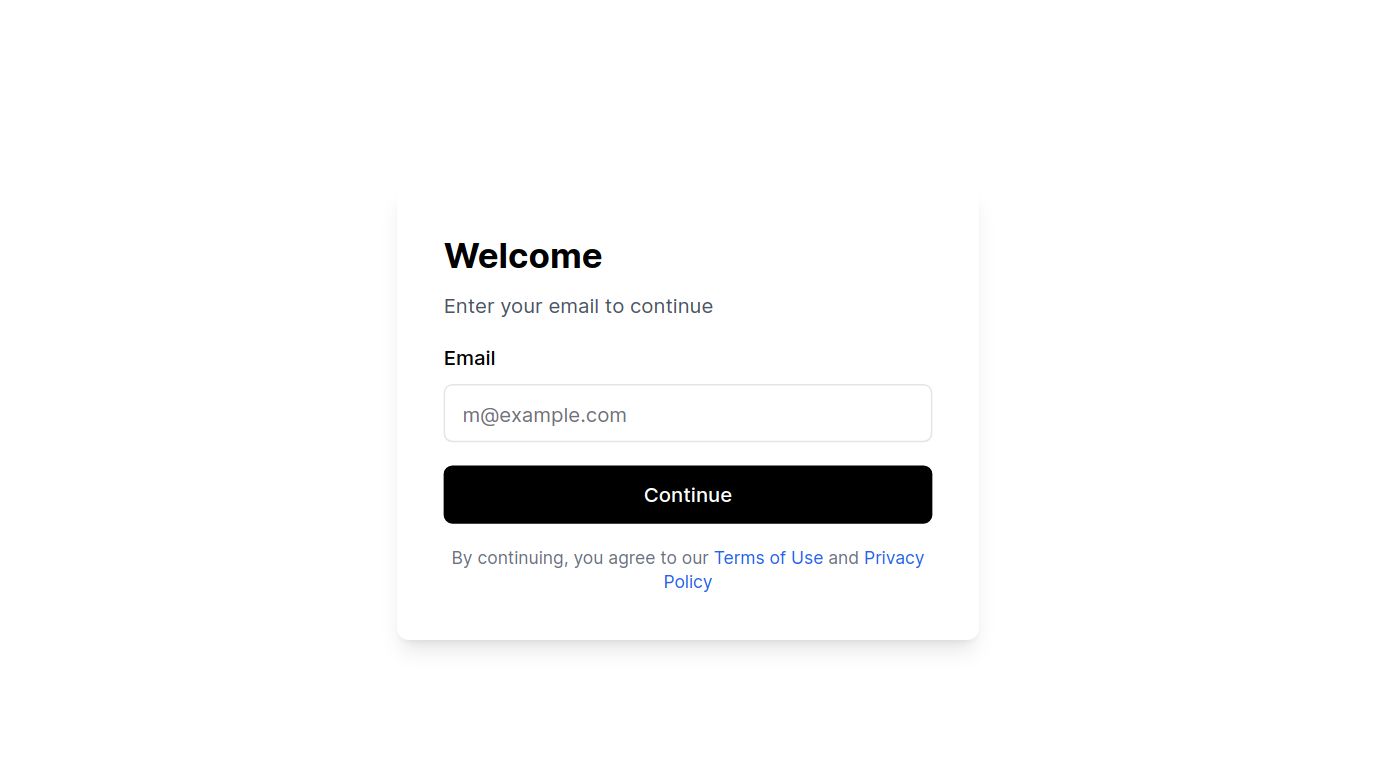 Welcome
Enter your email to continue
Email
m@example.com
Continue
By continuing, you agree to our Terms of Use and Privacy
Policy